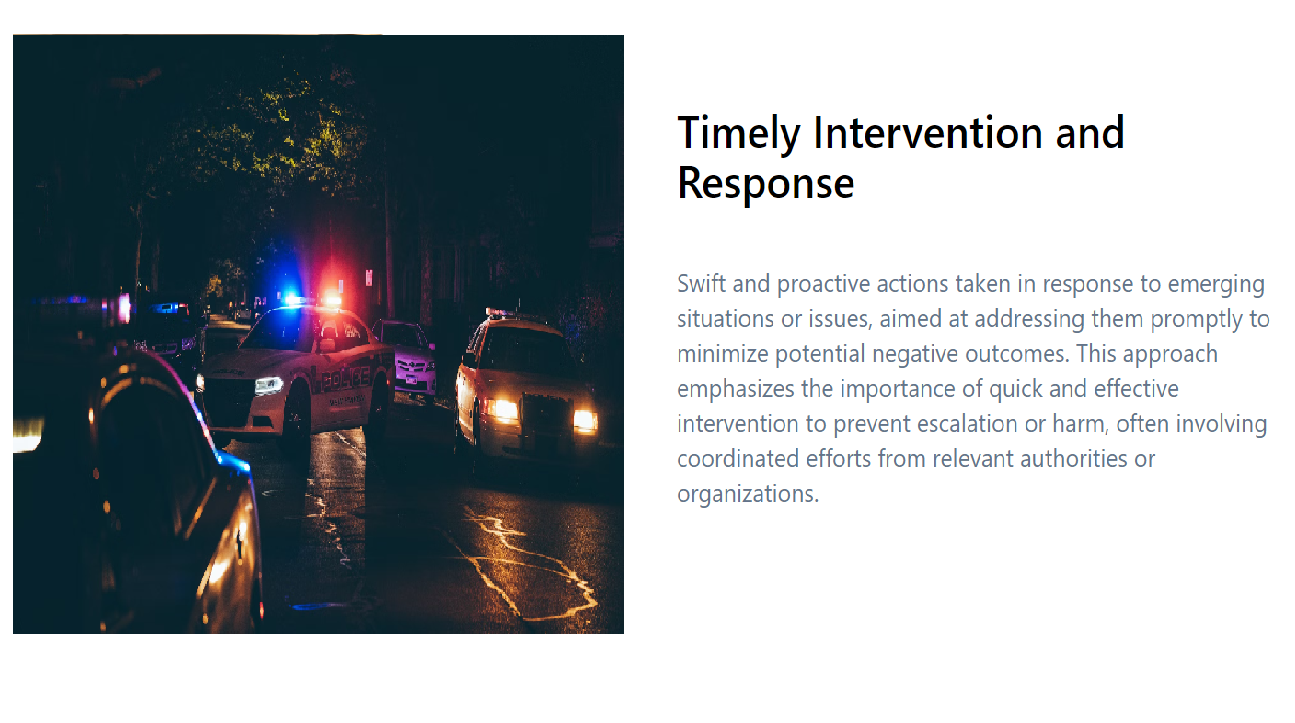 POLICE
Timely Intervention and
Response
Swift and proactive actions taken in response to emerging
situations or issues, aimed at addressing them promptly to
minimize potential negative outcomes. This approach
emphasizes the importance of quick and effective
intervention to prevent escalation or harm, often involving
coordinated efforts from relevant authorities or
organizations.